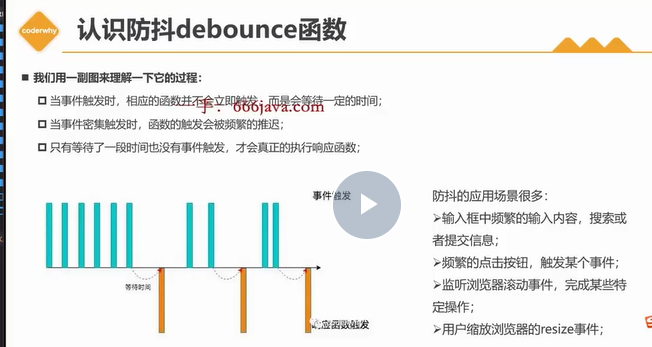 coderwhy
认识防抖debounce函数
我们用一副图来理解一下它的过程：
当事件触发时，相应的函数并不会立即触发，而是会等待一定的时间；
手：666java.com
当事件密集触发时，函数的触发会被频繁的推迟；
只有等待了一段时间也没有事件触发，才会真正的执行响应函数；
事件触发
等待时间
响应函数触发
防抖的应用场景很多：
➢输入框中频繁的输入内容，搜索或
者提交信息；
➢频繁的点击按钮，触发某个事件；
➢监听浏览器滚动事件，完成某些特
定操作；
➢用户缩放浏览器的resize事件；